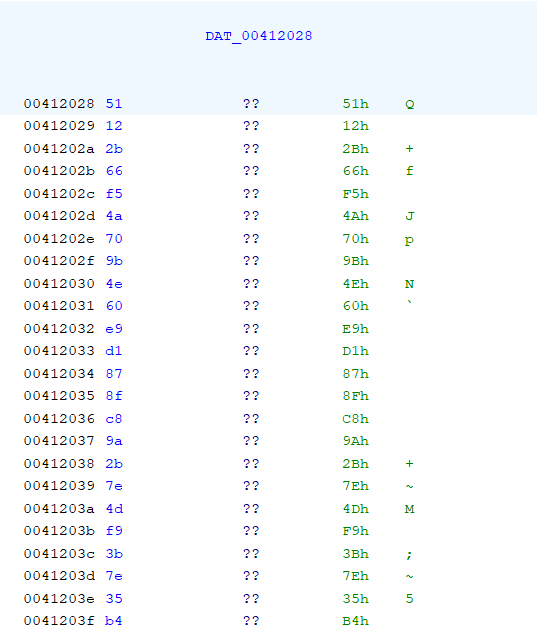 DAT_00412028
00412028 51 ?? 51h Q
00412029 12 ?? 12h
0041202a 2b ?? 2Bh +
0041202b 66 ?? 66h f
0041202c f5 ?? F5h
0041202d 4a ?? 4Ah J
0041202e 70 ?? 70h p
0041202f 9b ?? 9Bh
00412030 4e ?? 4Eh N
00412031 60 ?? 60h `
00412032 e9 ?? E9h
00412033 d1 ?? D1h
00412034 87 ?? 87h
00412035 8f ?? 8Fh
00412036 c8 ?? C8h
00412037 9a ?? 9Ah
00412038 2b ?? 2Bh +
00412039 7e ?? 7Eh ~
0041203a 4d ?? 4Dh M
0041203b f9 ?? F9h
0041203c 3b ?? 3Bh ;
0041203d 7e ?? 7Eh ~
0041203e 35 ?? 35h 5
0041203f b4 ?? B4h